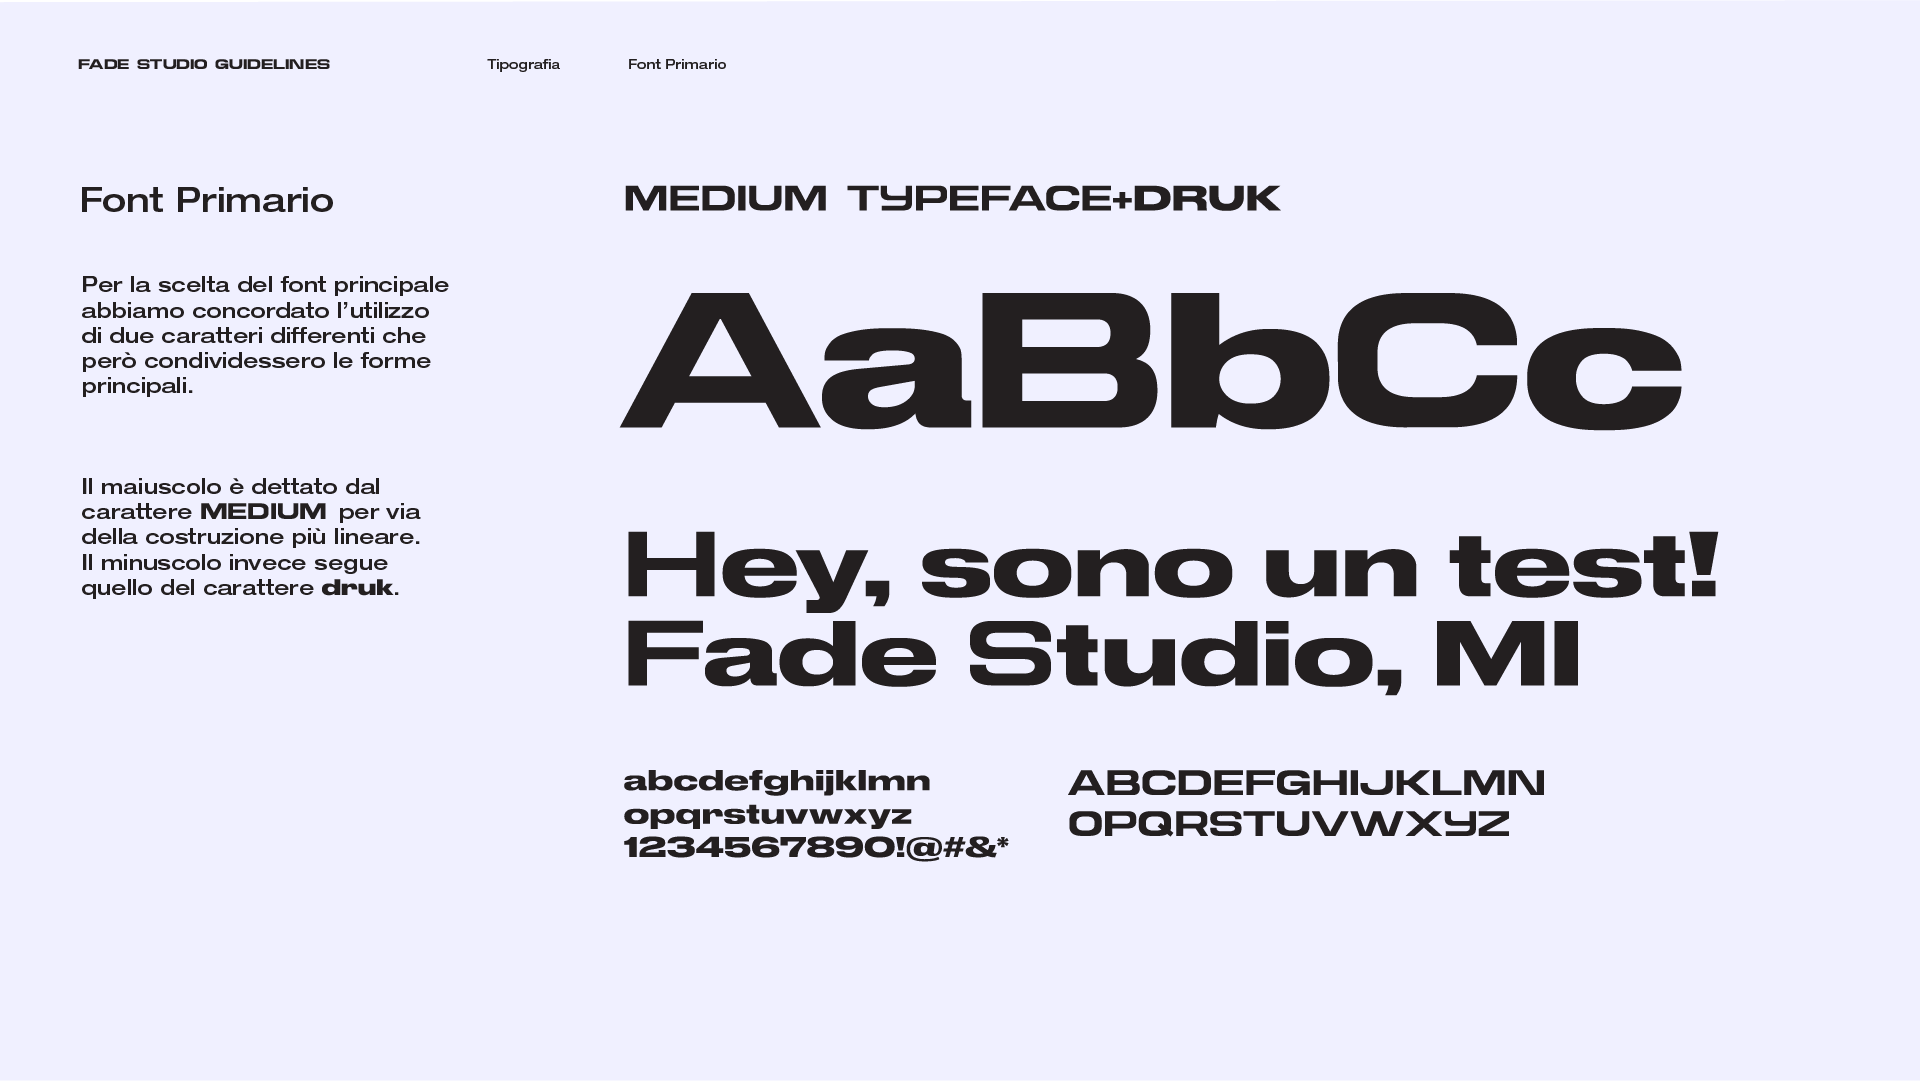 FADE STUDIO GUIDELINES
Tipografia
Font Primario
Font Primario
Per la scelta del font principale
abbiamo concordato l’utilizzo
di due caratteri differenti che
però condividessero le forme
principali.
Il maiuscolo è dettato dal
carattere MEDIUM per via
della costruzione più lineare.
Il minuscolo invece segue
quello del carattere druk.
MEDIUM TYPEFACE+DRUK
AaBbCc
Hey, sono un test!
Fade Studio, MI
abcdefghijklmn
opqrstuvwxyz
1234567890!@#&*
ABCDEFGHIJKLMN
OPQRSTUVWXYZ